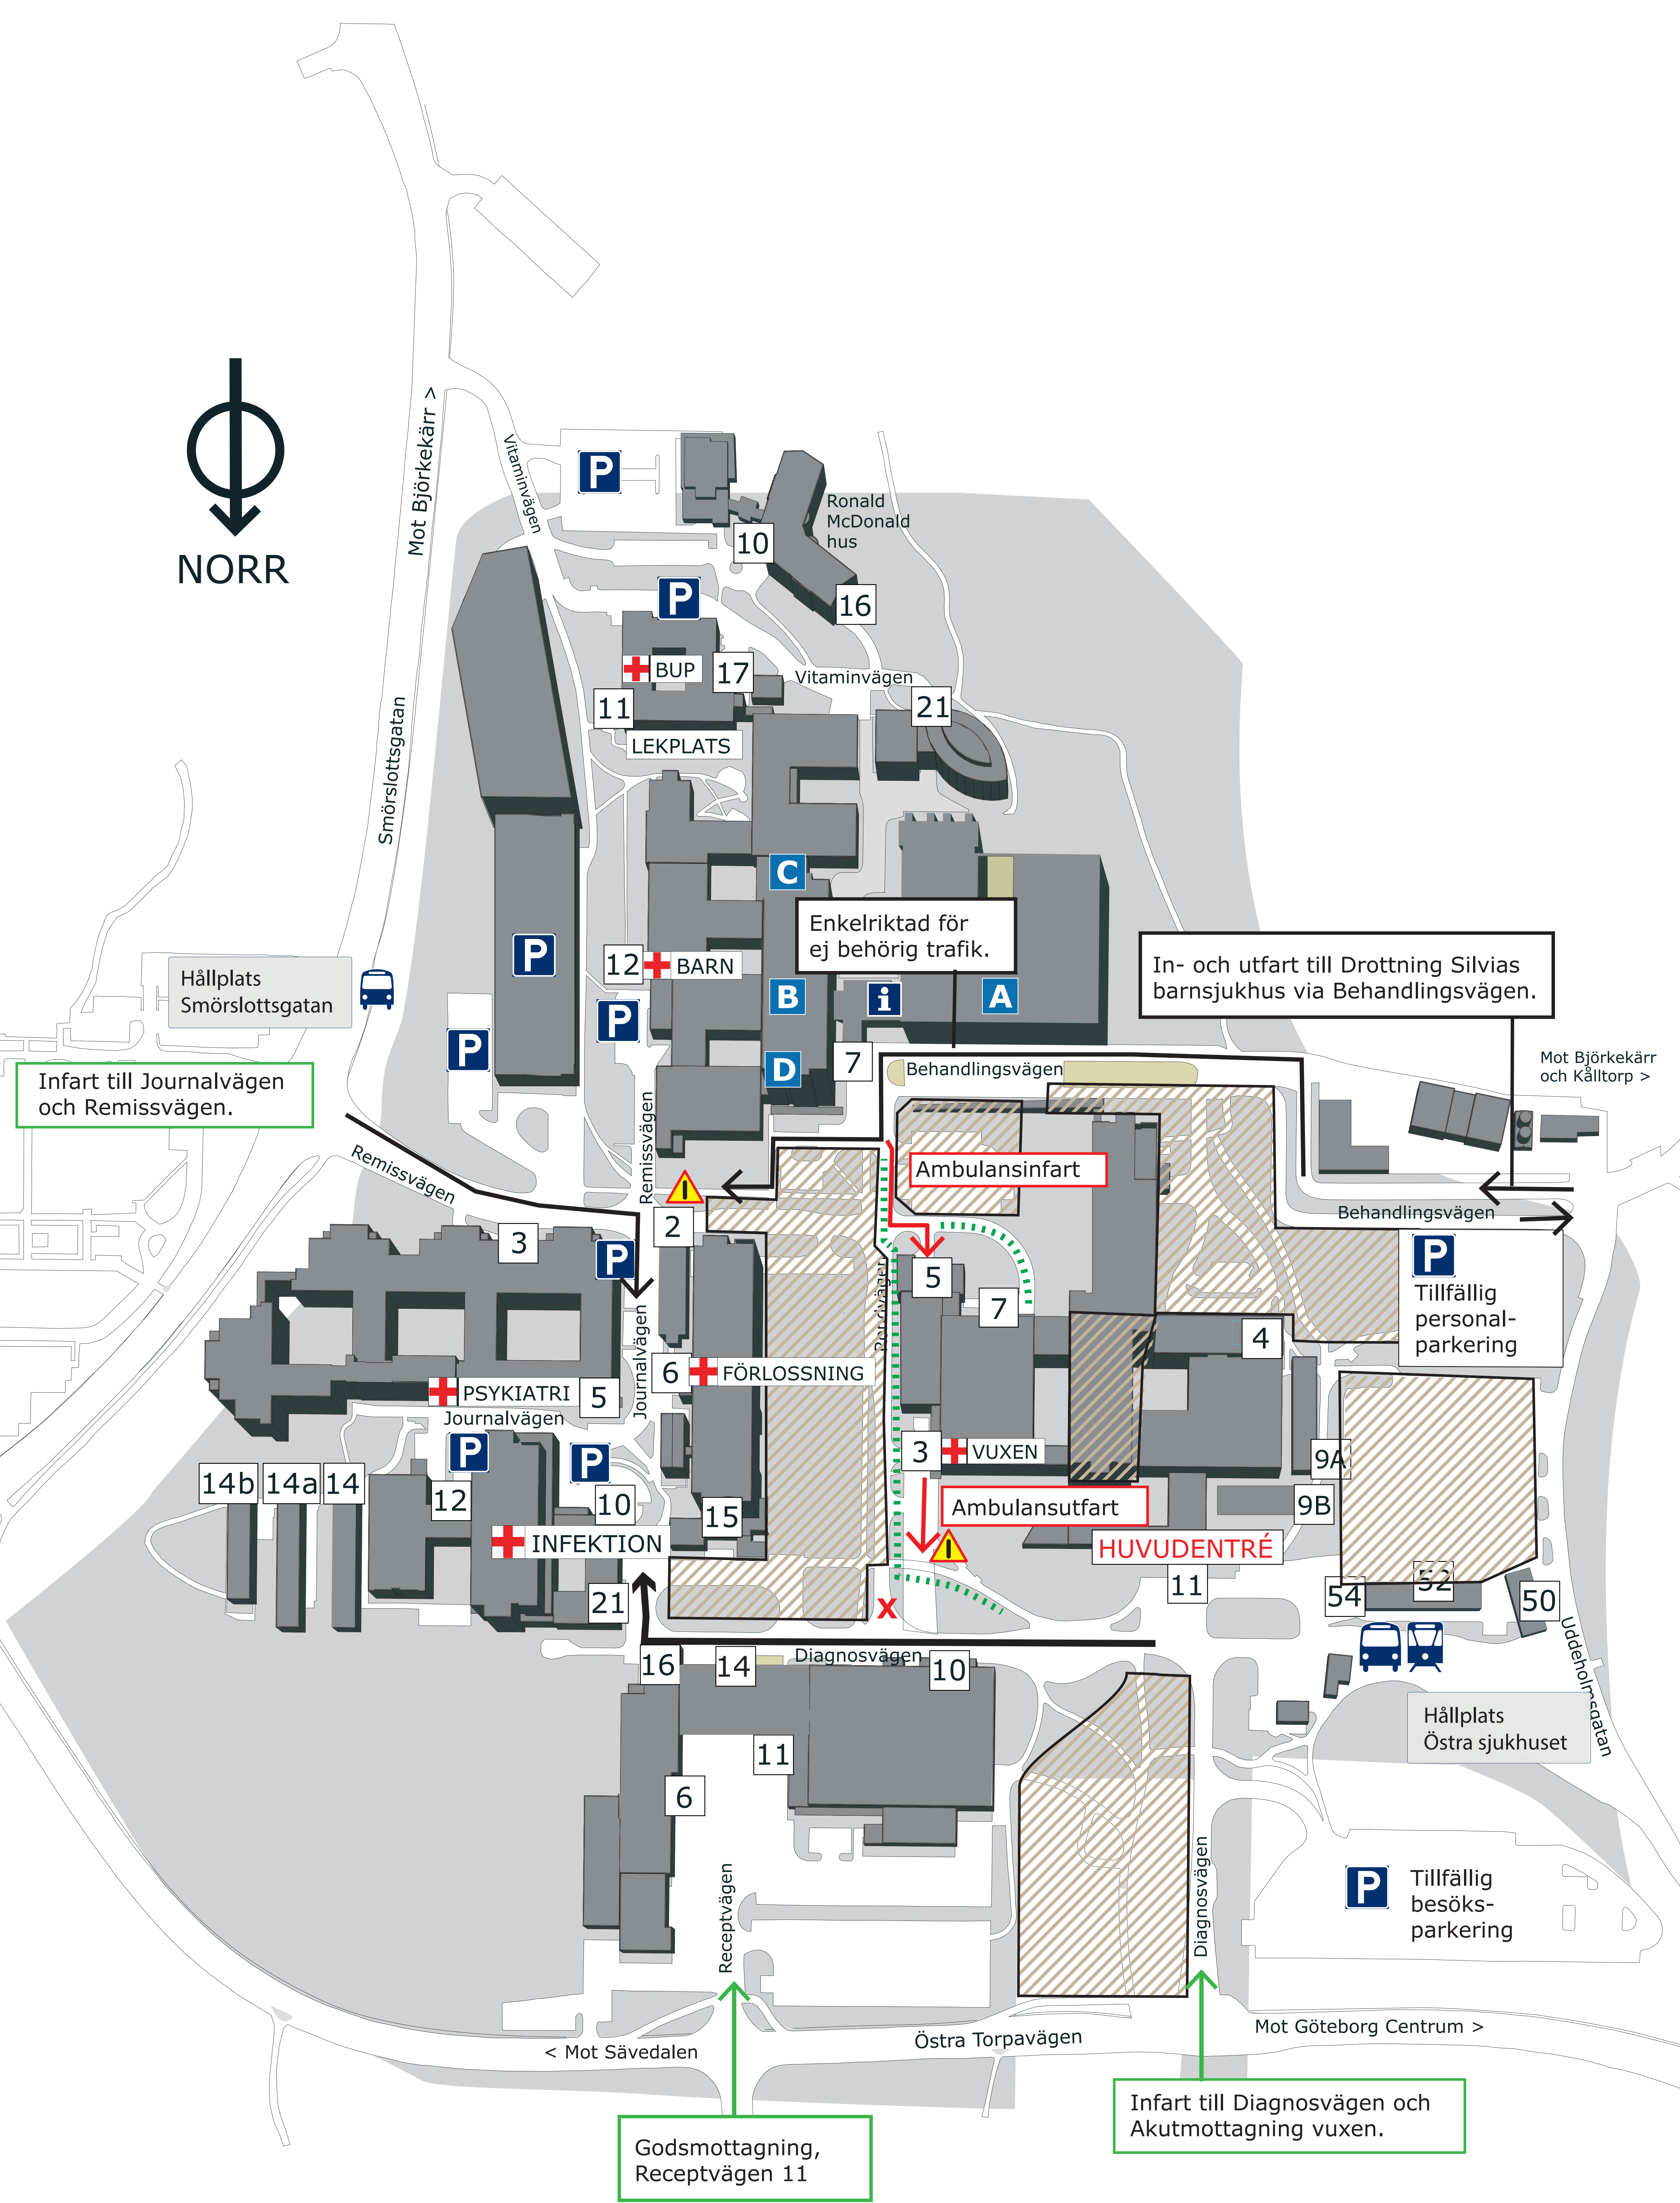 NORR
Mot Björkekärr >
Vitaminvägen
P
10
Ronald
McDonald
hus
16
P
BUP
17
11
Vitaminvägen
21
LEKPLATS
Smörslottsgatan
C
P
12
BARN
Enkelriktad för
ej behörig trafik.
In- och utfart till Drottning Silvias
barnsjukhus via Behandlingsvägen.
Hållplats
Smörslottsgatan
B
i
A
P
P
D
7
Behandlingsvägen
Mot Björkekärr
och Kålltorp >
Infart till Journalvägen
och Remissvägen.
Remissvägen
Remissvägen
Ambulansinfart
Behandlingsvägen
2
3
P
P
Tillfällig
personal-
parkering
5
7
4
Journalvägen
6
FÖRLOSSNING
PSYKIATRI
5
Journalvägen
P
P
3
VUXEN
9A
14b
14a
14
12
10
15
Ambulansutfart
9B
INFEKTION
HUVUDENTRÉ
21
X
11
54
52
50
Uddeholmsgatan
16
14
Diagnosvägen
10
Hållplats
Östra sjukhuset
11
6
Receptvägen
Diagnosvägen
P
Tillfällig
besöks-
parkering
< Mot Sävedalen
Östra Torpavägen
Mot Göteborg Centrum >
Infart till Diagnosvägen och
Akutmottagning vuxen.
Godsmottagning,
Receptvägen 11